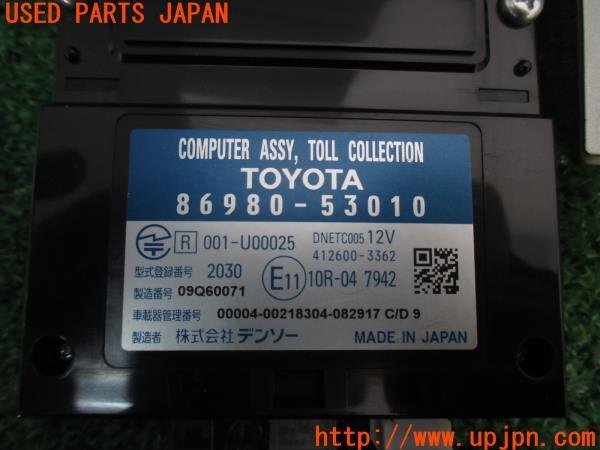 USED PARTS JAPAN
COMPUTER ASSY, TOLL COLLECTION
TOYOTA
86980-53010
R 001-U00025 DNETC005 12V
412600-3362
型式登録番号 2030 E11 10R-04 7942
製造番号 09Q60071
車載器管理番号 00004-00218304-082917 C/D 9
製造者 株式会社 デンソー MADE IN JAPAN
http://www.upjpn.com